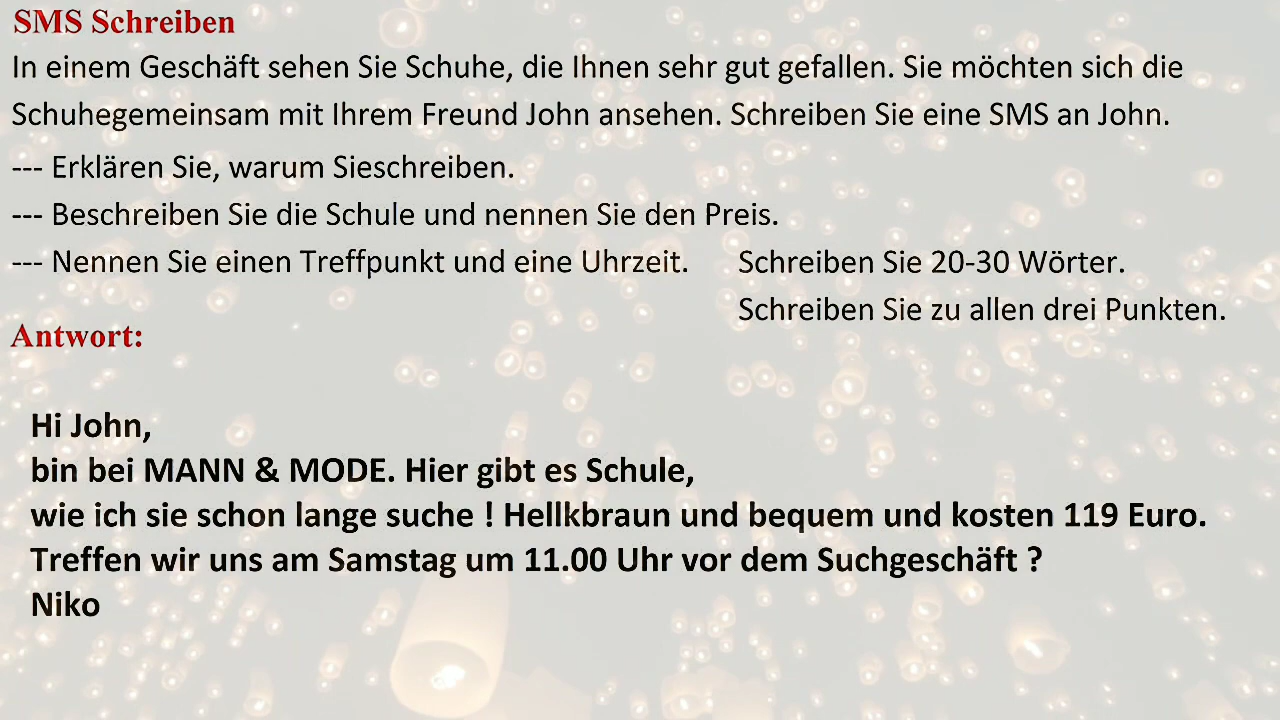 SMS Schreiben
In einem Geschäft sehen Sie Schuhe, die Ihnen sehr gut gefallen. Sie möchten sich die
Schuhegemeinsam mit Ihrem Freund John ansehen. Schreiben Sie eine SMS an John.
--- Erklären Sie, warum Sieschreiben.
--- Beschreiben Sie die Schule und nennen Sie den Preis.
--- Nennen Sie einen Treffpunkt und eine Uhrzeit.
Schreiben Sie 20-30 Wörter.
Schreiben Sie zu allen drei Punkten.
Antwort:
Hi John,
bin bei MANN & MODE. Hier gibt es Schule,
wie ich sie schon lange suche ! Hellkbraun und bequem und kosten 119 Euro.
Treffen wir uns am Samstag um 11.00 Uhr vor dem Suchgeschäft ?
Niko